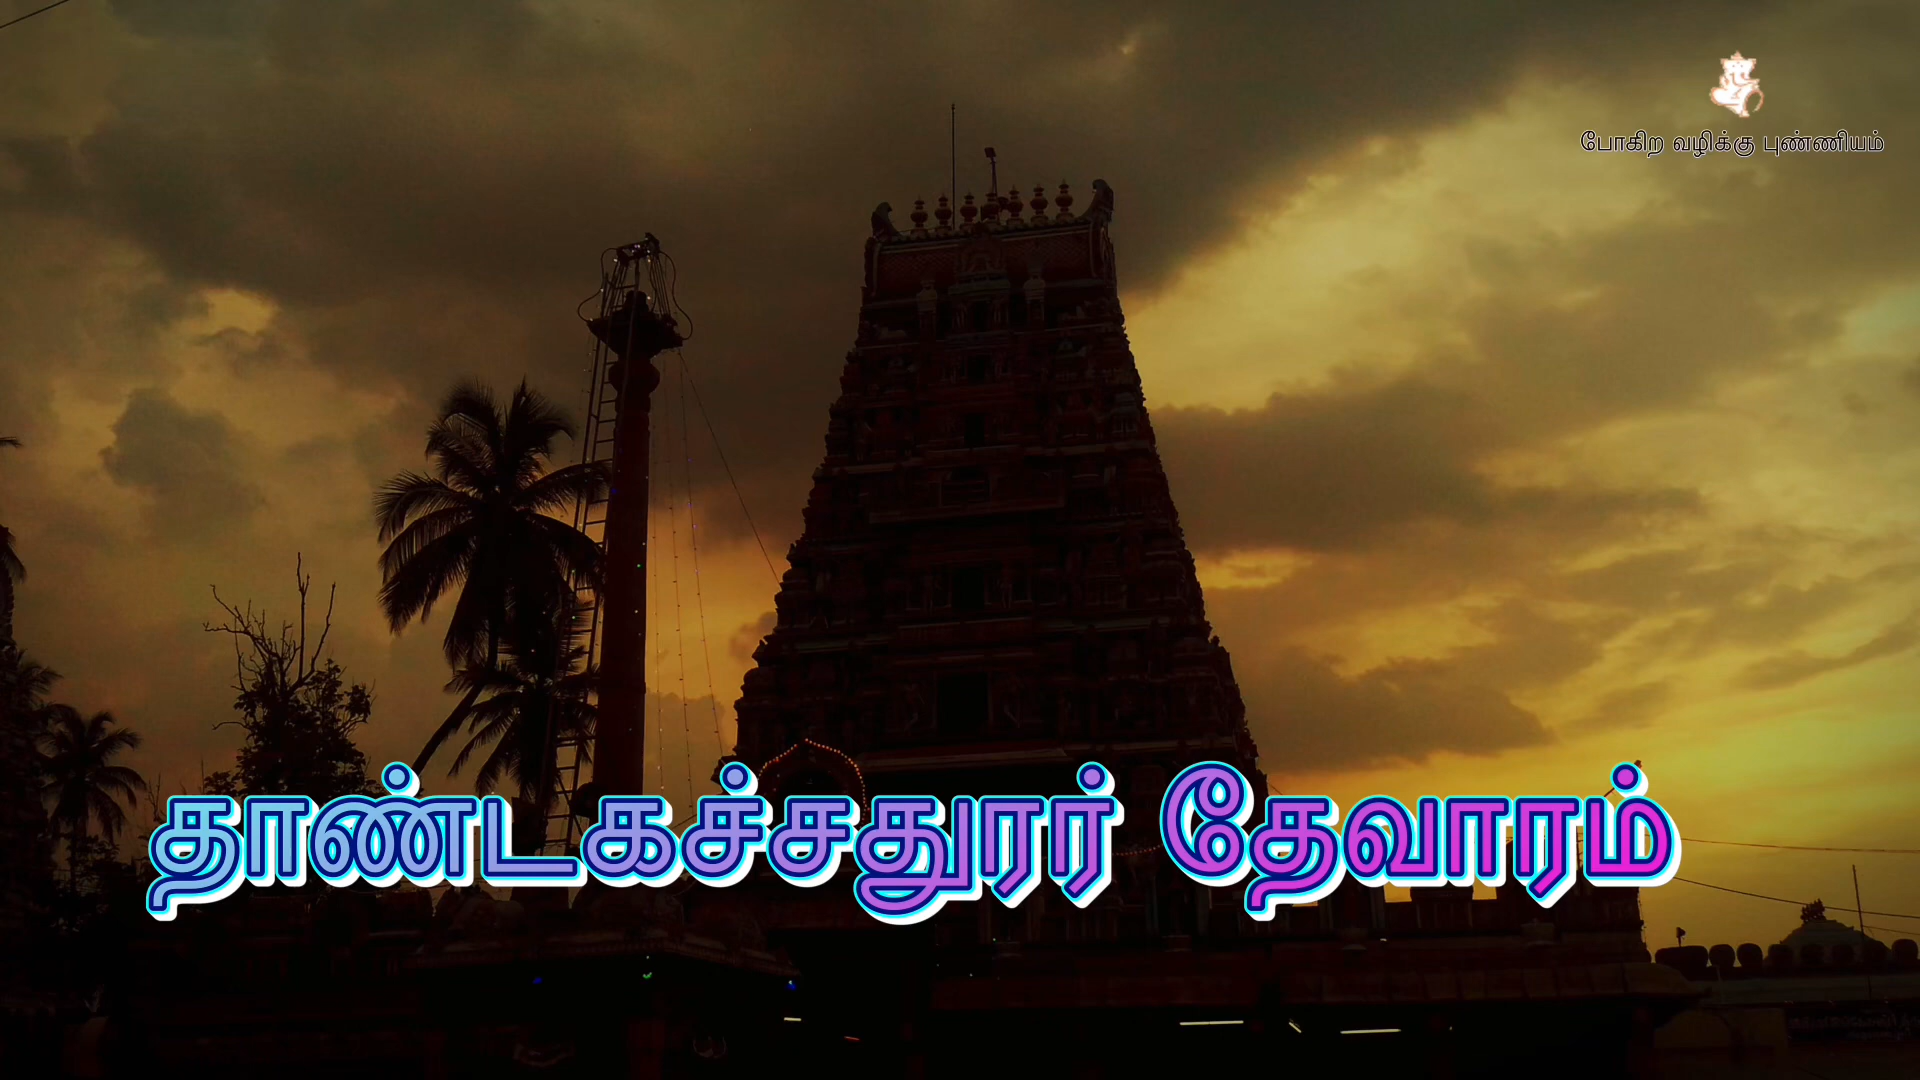 போகிற வழிக்கு புண்ணியம்
தாண்டகச்சதுரர் தேவாரம்